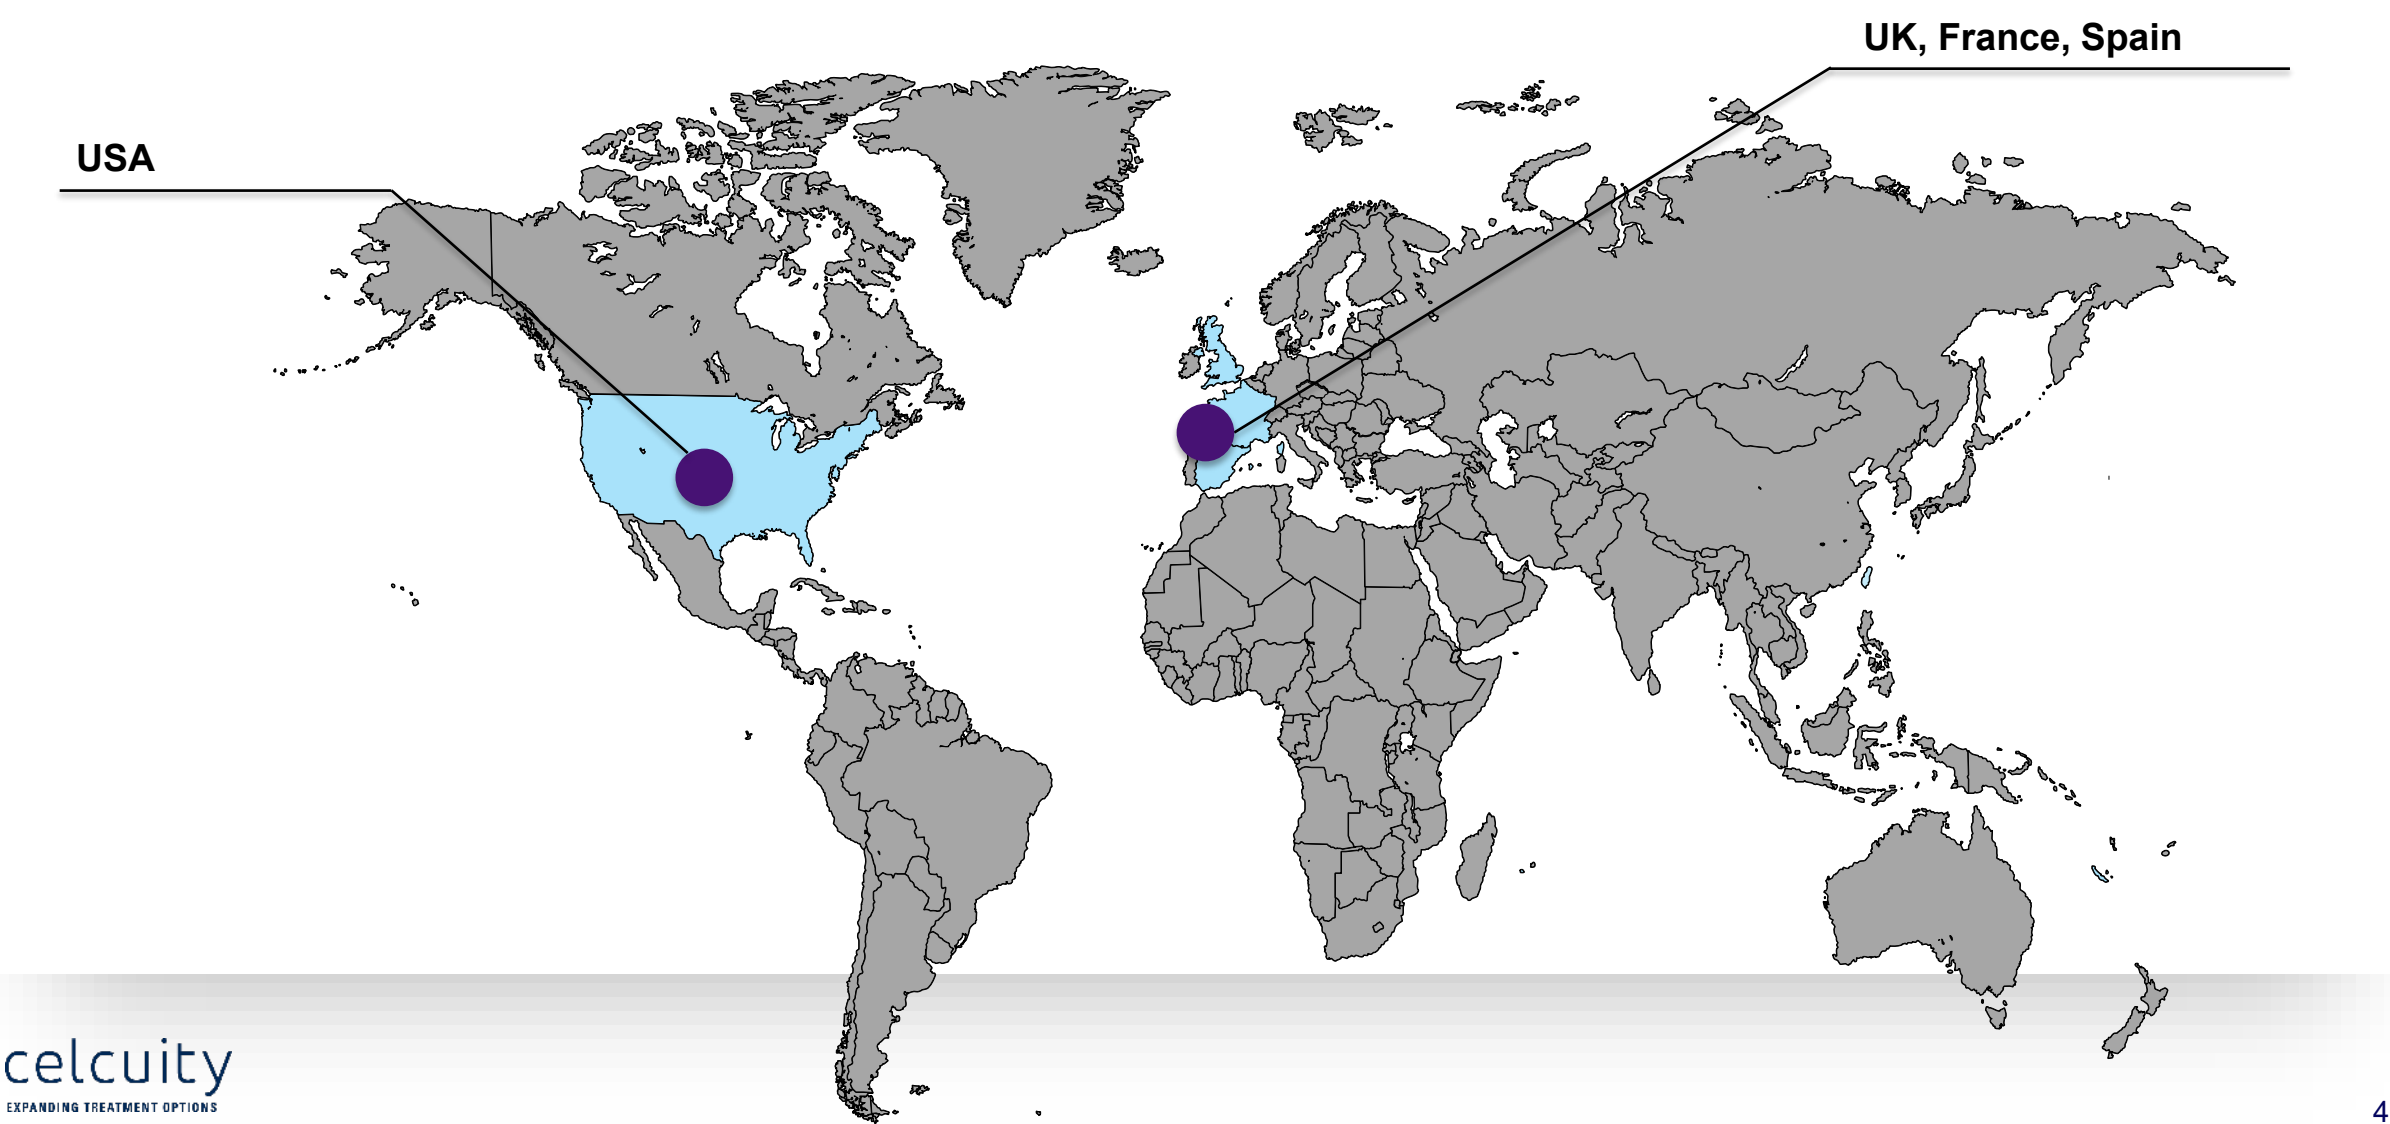 UK, France, Spain
USA
celcuity
EXPANDING TREATMENT OPTIONS
4